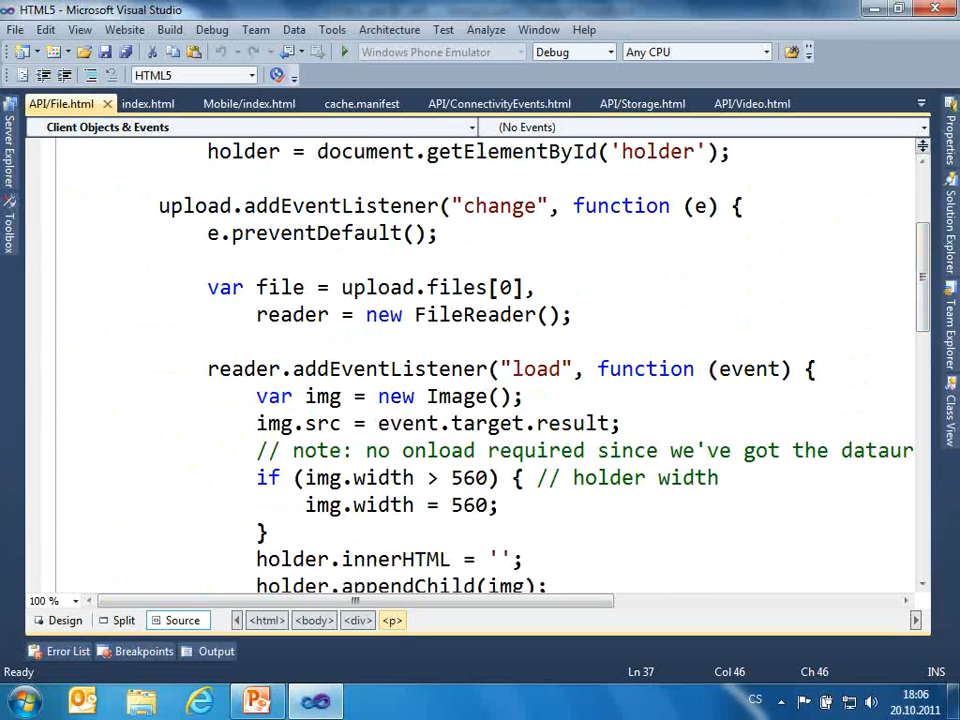 HTML5 - Microsoft Visual Studio
File Edit View Website Build Debug Team Data Tools Architecture Test Analyze Window Help
Windows Phone Emulator Debug Any CPU
HTML5
API/File.html index.html Mobile/index.html cache.manifest API/ConnectivityEvents.html API/Storage.html API/Video.html
Client Objects & Events (No Events)
Server Explorer
Toolbox
Properties
Solution Explorer
Team Explorer
Class View
holder = document.getElementById('holder');
upload.addEventListener("change", function (e) {
e.preventDefault();
var file = upload.files[0],
reader = new FileReader();
reader.addEventListener("load", function (event) {
var img = new Image();
img.src = event.target.result;
// note: no onload required since we've got the dataur
if (img.width > 560) { // holder width
img.width = 560;
}
holder.innerHTML = '';
holder.appendChild(img);
100 %
Design Split Source <html> <body> <div> <p>
Error List Breakpoints Output
Ready Ln 37 Col 46 Ch 46 INS
CS 18:06
20.10.2011